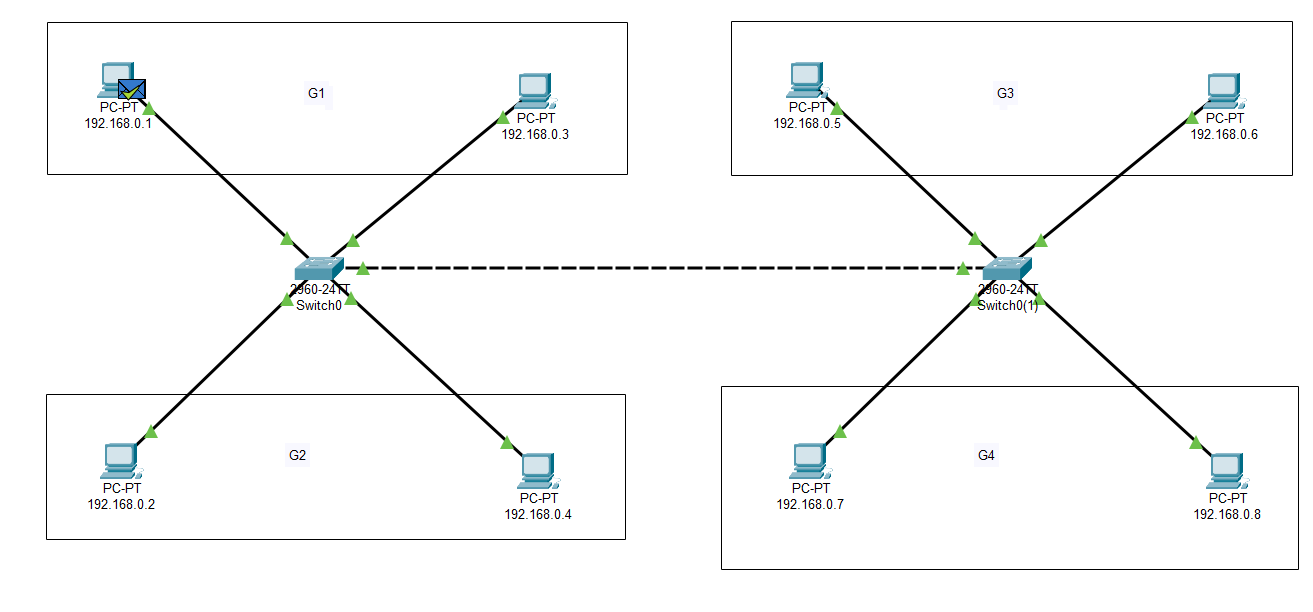 G1
PC-PT
192.168.0.1
PC-PT
192.168.0.3
G3
PC-PT
192.168.0.5
PC-PT
192.168.0.6
2960-24TT
Switch0
2960-24TT
Switch0(1)
G2
PC-PT
192.168.0.2
PC-PT
192.168.0.4
G4
PC-PT
192.168.0.7
PC-PT
192.168.0.8